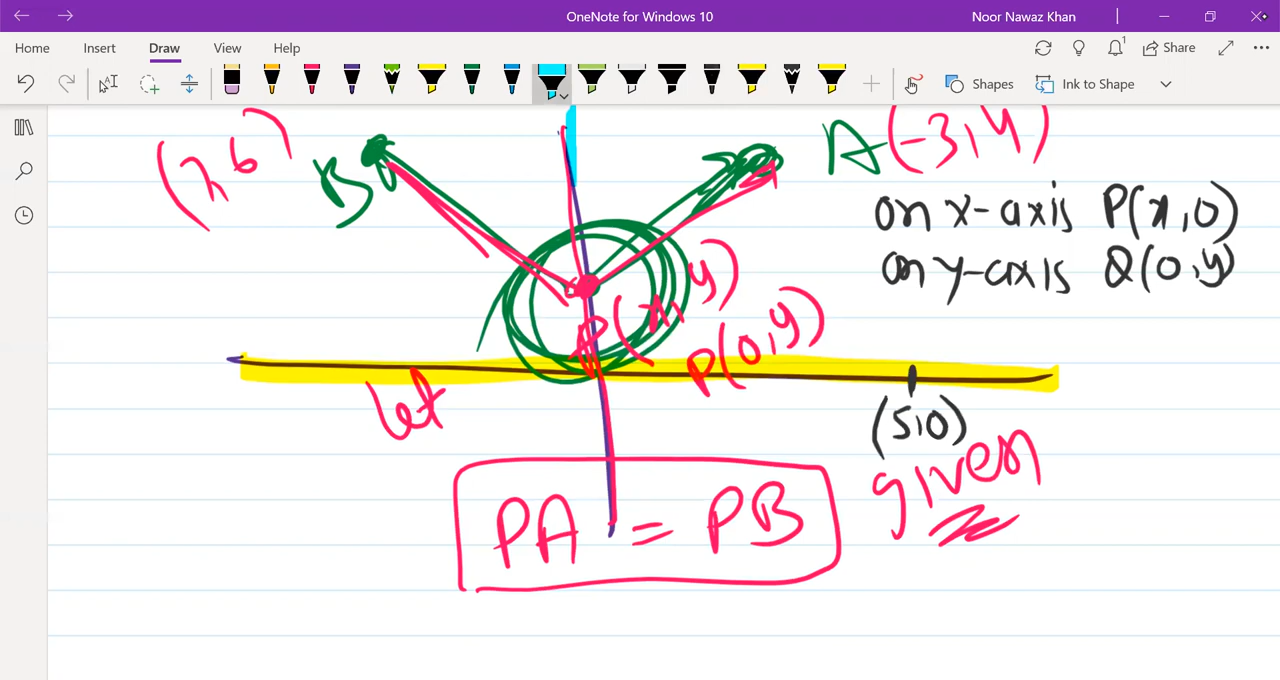 OneNote for Windows 10
Noor Nawaz Khan
Home Insert Draw View Help
1
Share
Shapes
Ink to Shape
B
A(-3,4)
on x-axis P(x,0)
on y-axis Q(0,y)
P(x,y)
P(0,y)
let
(5,0)
given
PA = PB